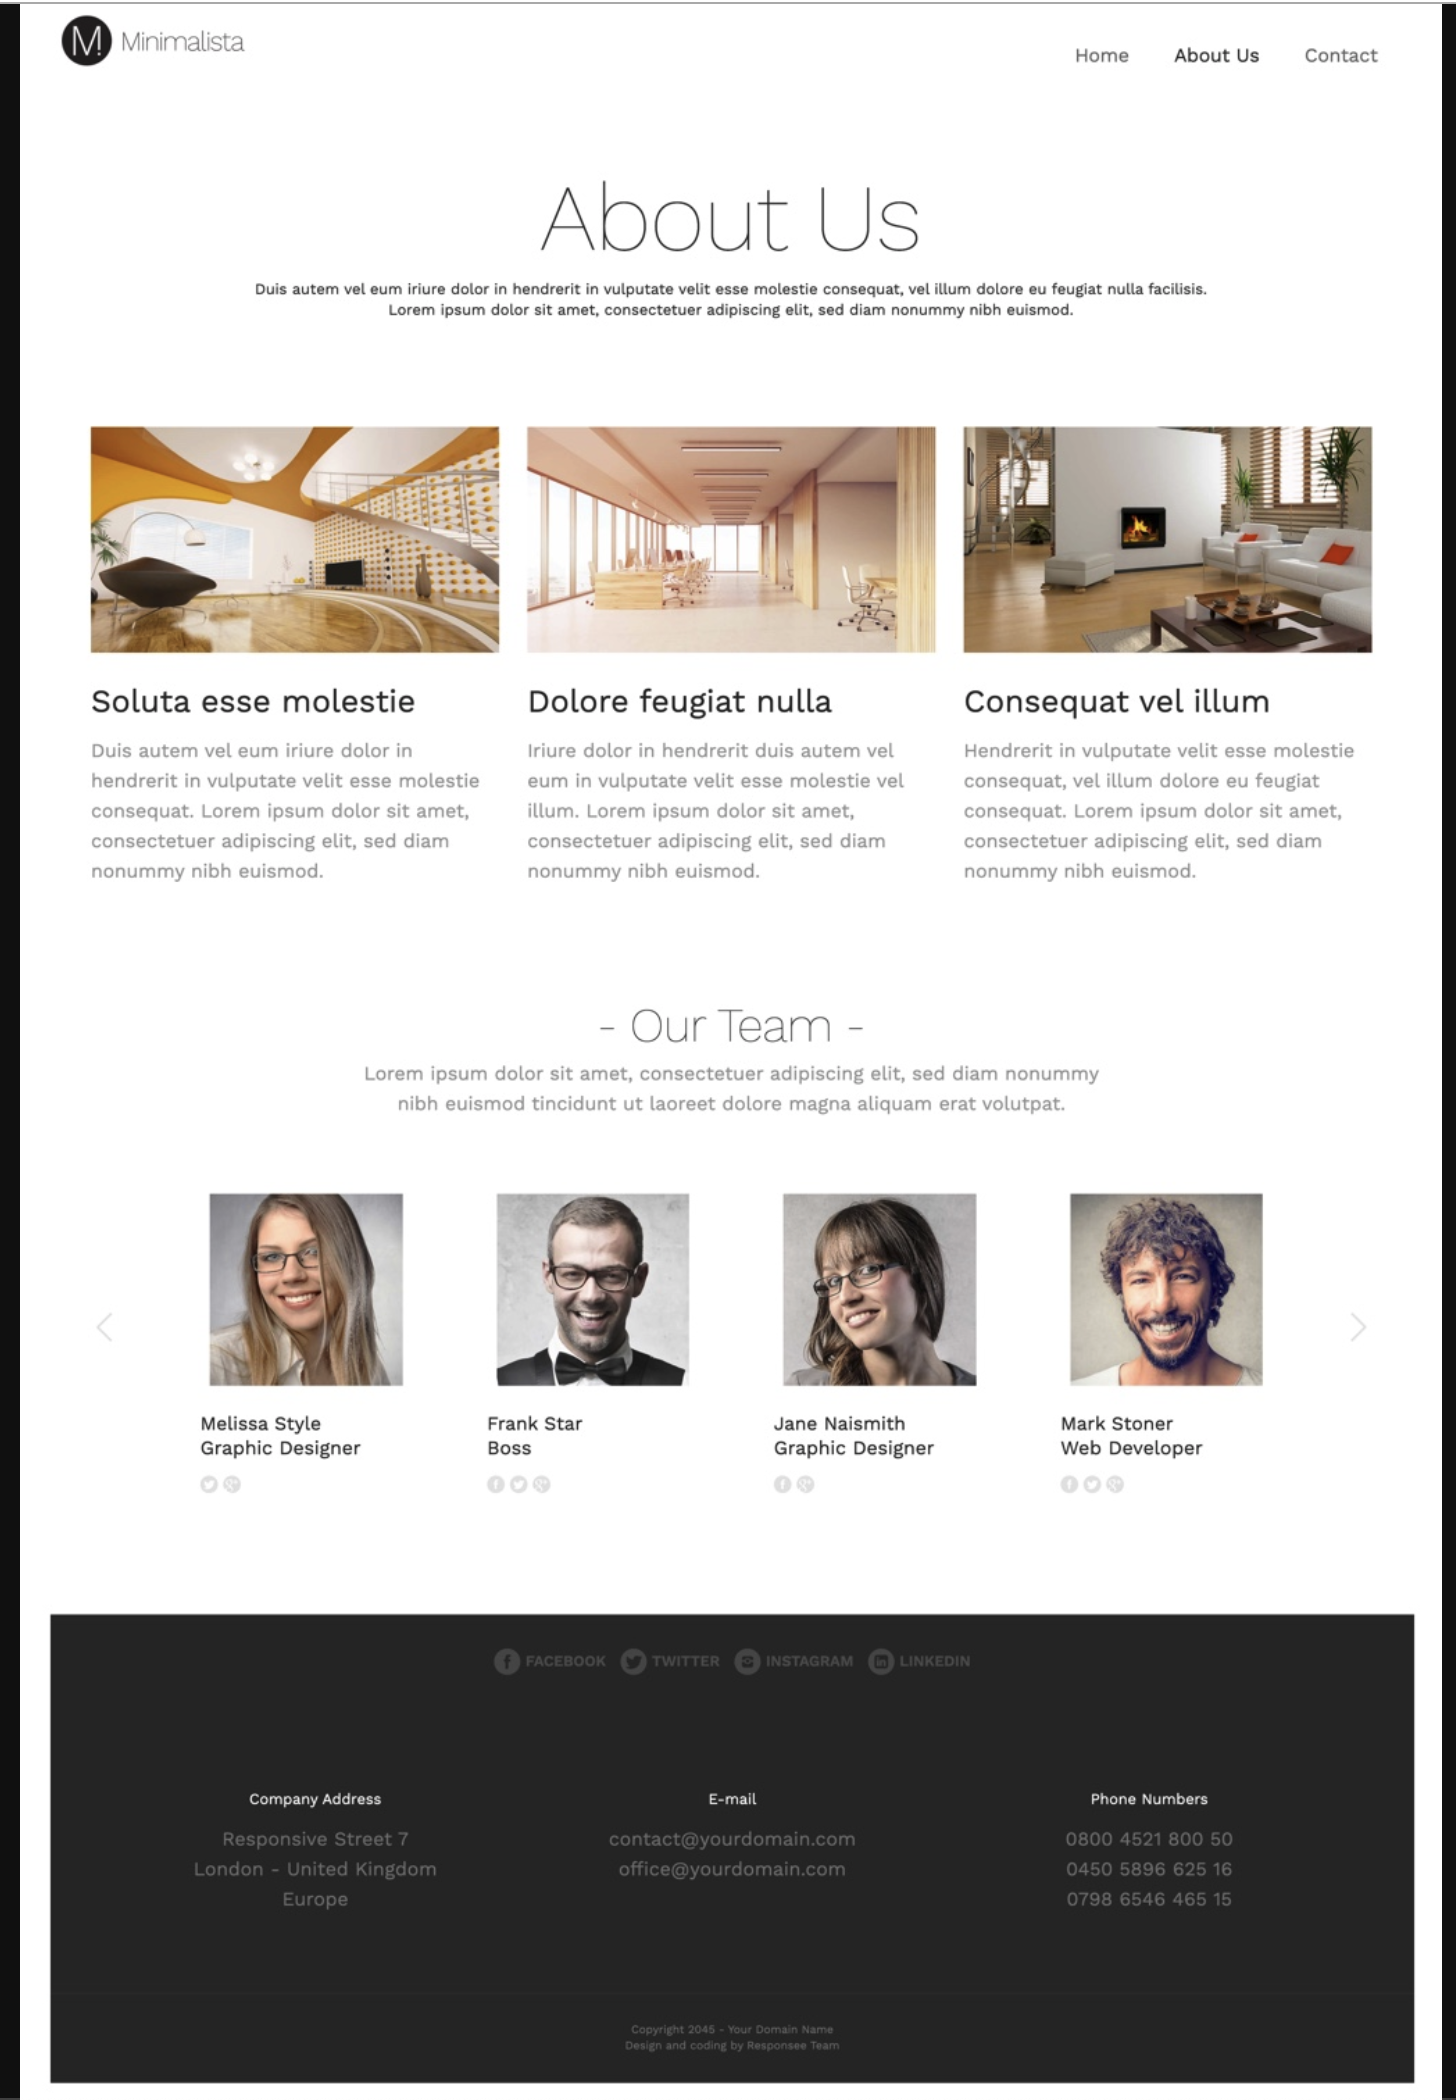 M! Minimalista
Home About Us Contact
About Us
Duis autem vel eum iriure dolor in hendrerit in vulputate velit esse molestie consequat, vel illum dolore eu feugiat nulla facilisis.
Lorem ipsum dolor sit amet, consectetuer adipiscing elit, sed diam nonummy nibh euismod.
Soluta esse molestie
Duis autem vel eum iriure dolor in
hendrerit in vulputate velit esse molestie
consequat. Lorem ipsum dolor sit amet,
consectetuer adipiscing elit, sed diam
nonummy nibh euismod.
Dolore feugiat nulla
Iriure dolor in hendrerit duis autem vel
eum in vulputate velit esse molestie vel
illum. Lorem ipsum dolor sit amet,
consectetuer adipiscing elit, sed diam
nonummy nibh euismod.
Consequat vel illum
Hendrerit in vulputate velit esse molestie
consequat, vel illum dolore eu feugiat
consequat. Lorem ipsum dolor sit amet,
consectetuer adipiscing elit, sed diam
nonummy nibh euismod.
- Our Team -
Lorem ipsum dolor sit amet, consectetuer adipiscing elit, sed diam nonummy
nibh euismod tincidunt ut laoreet dolore magna aliquam erat volutpat.
Melissa Style
Graphic Designer
Frank Star
Boss
Jane Naismith
Graphic Designer
Mark Stoner
Web Developer
FACEBOOK TWITTER INSTAGRAM LINKEDIN
Company Address
Responsive Street 7
London - United Kingdom
Europe
E-mail
contact@yourdomain.com
office@yourdomain.com
Phone Numbers
0800 4521 800 50
0450 5896 625 16
0798 6546 465 15
Copyright 2045 - Your Domain Name
Design and coding by Responsee Team